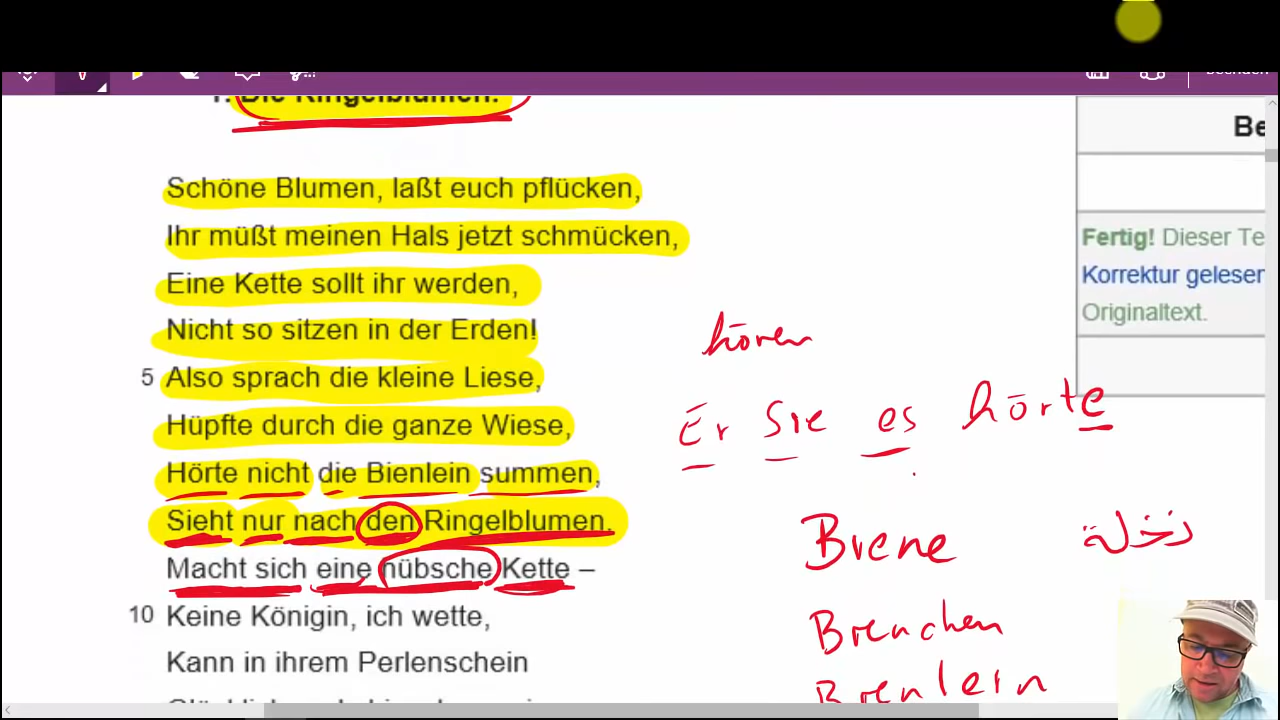 1. Die Ringelblumen.
Schöne Blumen, laßt euch pflücken,
Ihr müßt meinen Hals jetzt schmücken,
Eine Kette sollt ihr werden,
Nicht so sitzen in der Erden!
5 Also sprach die kleine Liese,
Hüpfte durch die ganze Wiese,
Hörte nicht die Bienlein summen,
Sieht nur nach den Ringelblumen.
Macht sich eine hübsche Kette –
10 Keine Königin, ich wette,
Kann in ihrem Perlenschein
Be
Fertig! Dieser Te
Korrektur gelesen
Originaltext.
hören
Er Sie es hörte
Biene نخلة
Bienchen
Bienlein